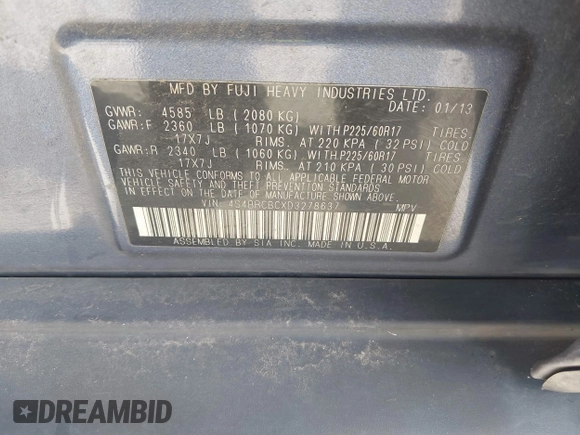 MFD BY FUJI HEAVY INDUSTRIES LTD.
DATE: 01/13
GVWR: 4585 LB ( 2080 KG)
GAWR:F 2360 LB ( 1070 KG) WITH P225/60R17 TIRES.
17X7J RIMS. AT 220 KPA ( 32 PSI) COLD
GAWR:R 2340 LB ( 1060 KG) WITH P225/60R17 TIRES.
17X7J RIMS. AT 210 KPA ( 30 PSI) COLD
THIS VEHICLE CONFORMS TO ALL APPLICABLE FEDERAL MOTOR
VEHICLE SAFETY AND THEFT PREVENTION STANDARDS
IN EFFECT ON THE DATE OF MANUFACTURE SHOWN ABOVE.
VIN: 4S4BRCBCXD3278637 MPV
ASSEMBLED BY SIA INC. MADE IN U.S.A.
DREAMBID